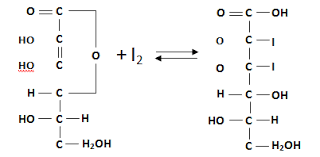 O = C    O = C — OH
HO C    O C — I
O + I₂
HO C    O C — I
H — C    H — C — OH
HO — C — H    HO — C — H
C — H₂OH    C — H₂OH